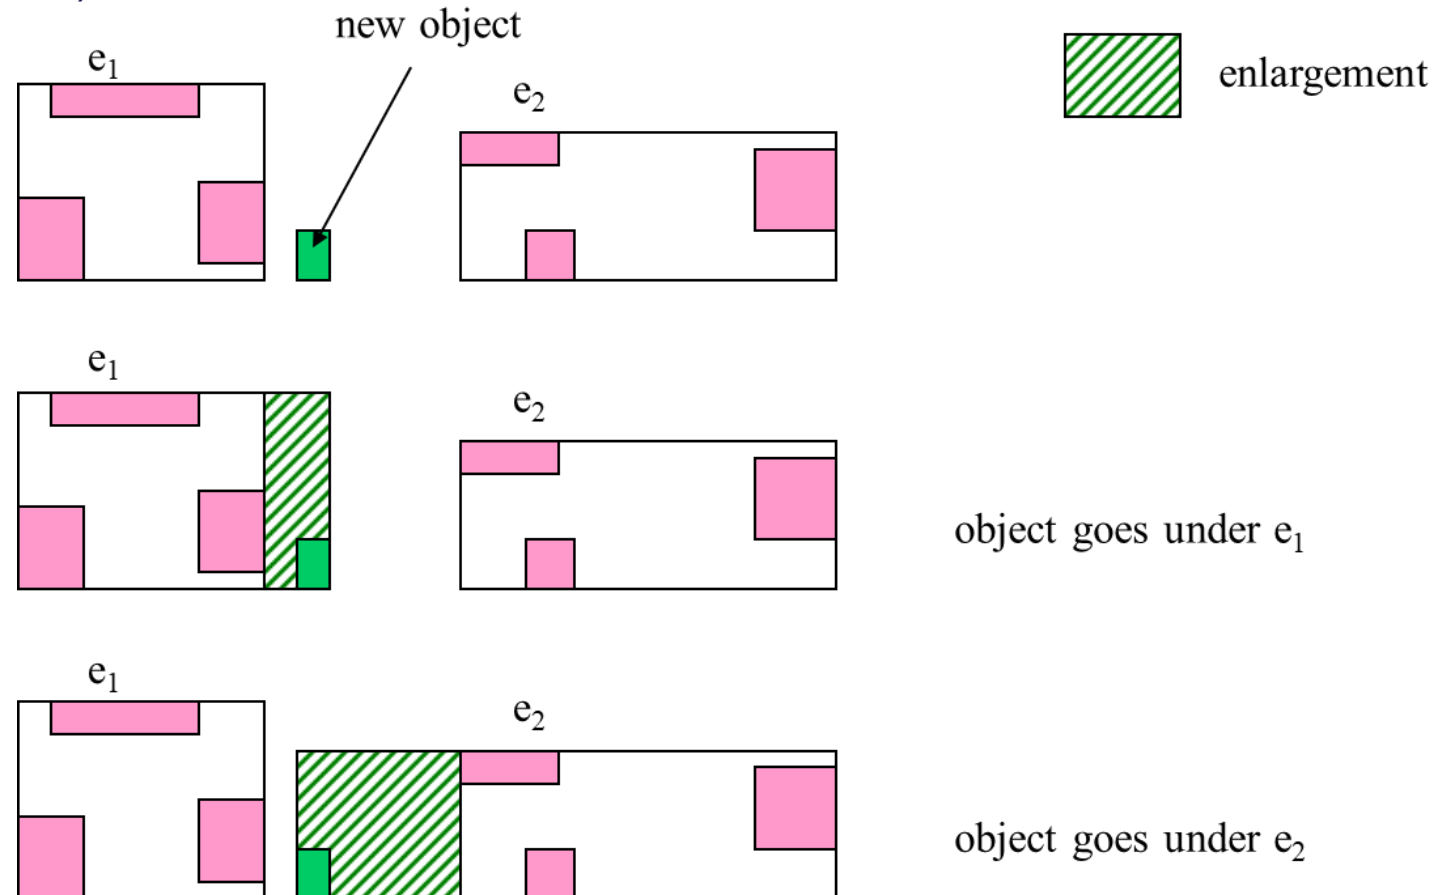 new object
e₁
e₂
enlargement
e₁
e₂
object goes under e₁
e₁
e₂
object goes under e₂